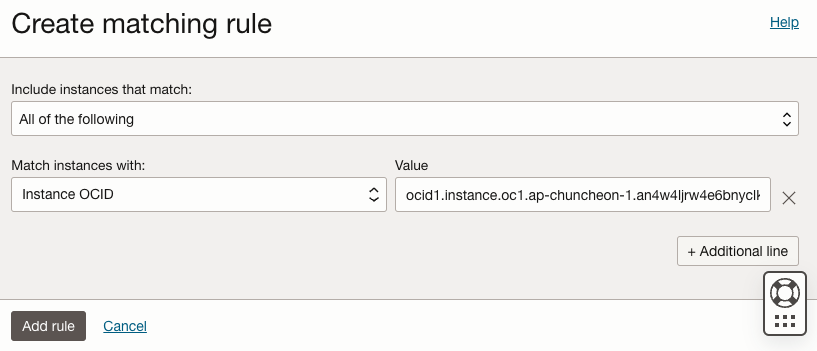 Create matching rule
Help
Include instances that match:
All of the following
Match instances with:
Value
Instance OCID
ocid1.instance.oc1.ap-chuncheon-1.an4w4ljrw4e6bnyclk
+ Additional line
Add rule
Cancel